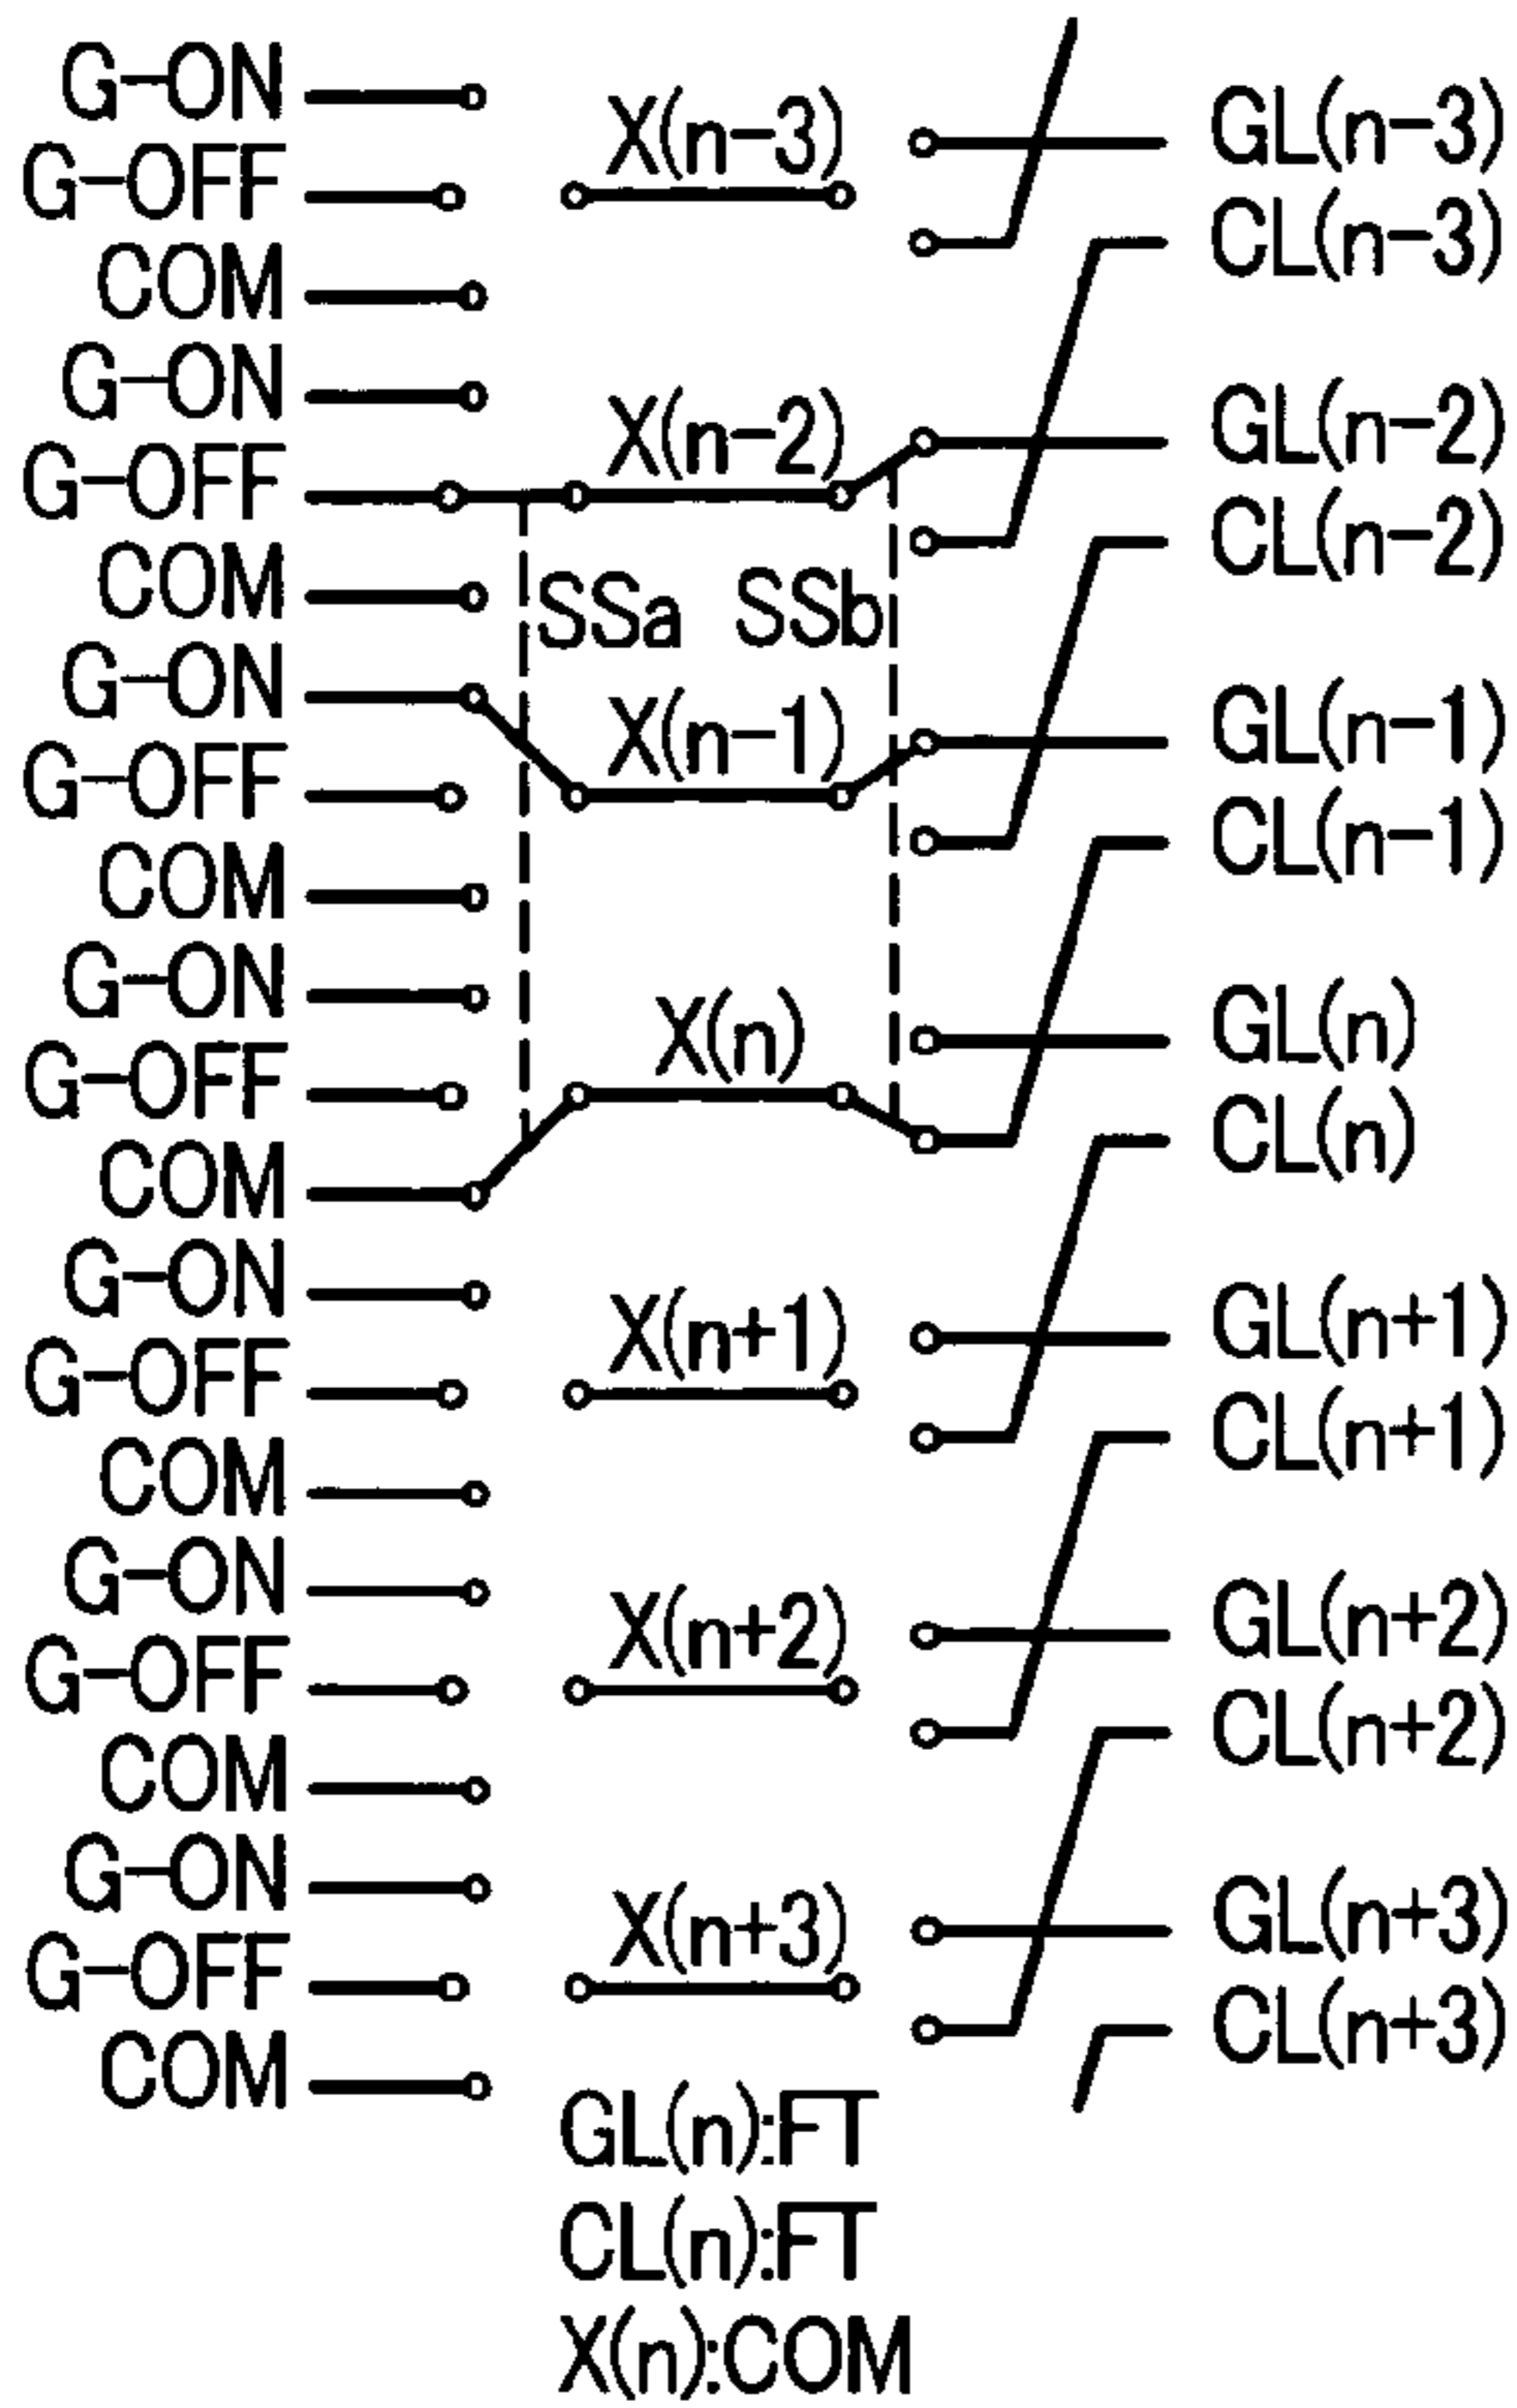 G-ON
G-OFF
COM
G-ON
G-OFF
COM
G-ON
G-OFF
COM
G-ON
G-OFF
COM
G-ON
G-OFF
COM
G-ON
G-OFF
COM
G-ON
G-OFF
COM
X(n-3)
X(n-2)
SSa SSb
X(n-1)
X(n)
X(n+1)
X(n+2)
X(n+3)
GL(n-3)
CL(n-3)
GL(n-2)
CL(n-2)
GL(n-1)
CL(n-1)
GL(n)
CL(n)
GL(n+1)
CL(n+1)
GL(n+2)
CL(n+2)
GL(n+3)
CL(n+3)
GL(n):FT
CL(n):FT
X(n):COM